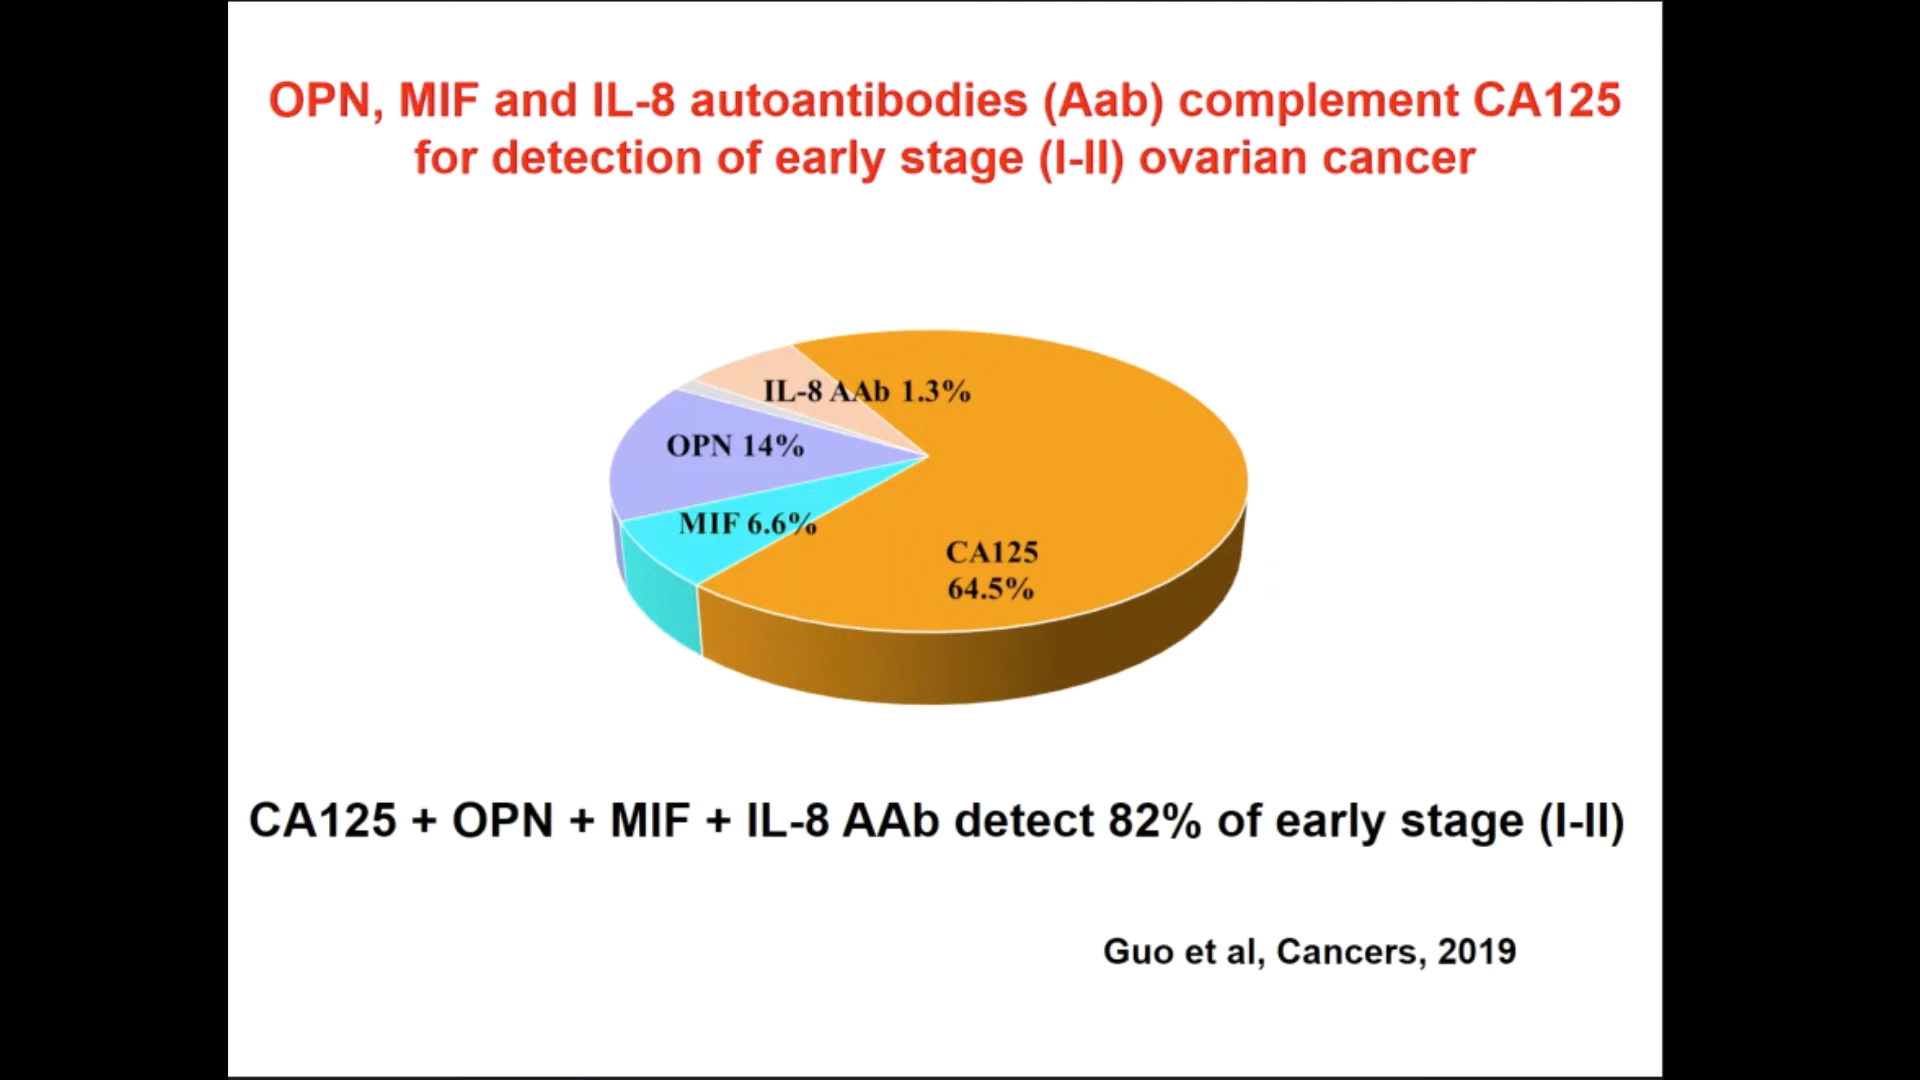 OPN, MIF and IL-8 autoantibodies (Aab) complement CA125
for detection of early stage (I-II) ovarian cancer
IL-8 AAb 1.3%
OPN 14%
MIF 6.6%
CA125
64.5%
CA125 + OPN + MIF + IL-8 AAb detect 82% of early stage (I-II)
Guo et al, Cancers, 2019